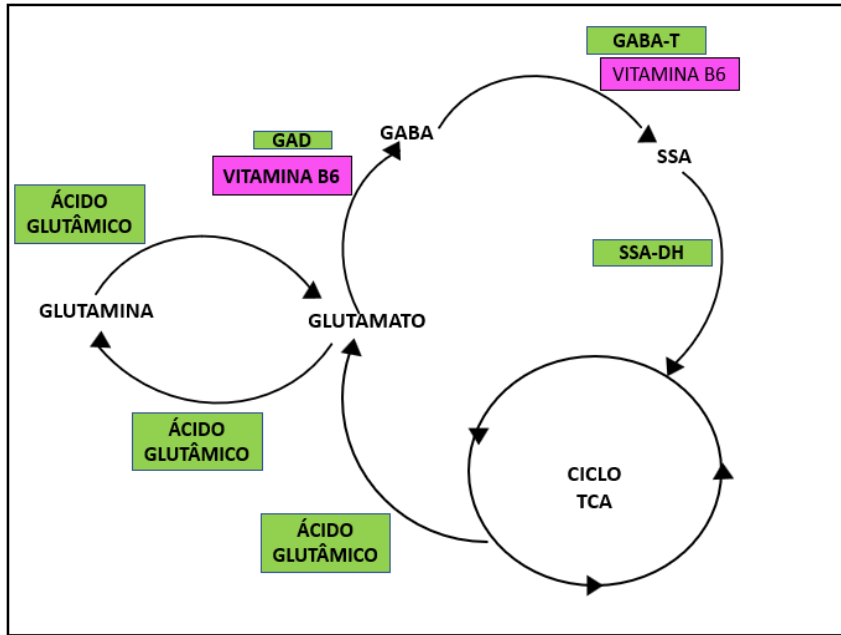 GABA-T
VITAMINA B6
GAD
VITAMINA B6
GABA
SSA
ÁCIDO
GLUTÂMICO
SSA-DH
GLUTAMINA
GLUTAMATO
ÁCIDO
GLUTÂMICO
CICLO
TCA
ÁCIDO
GLUTÂMICO